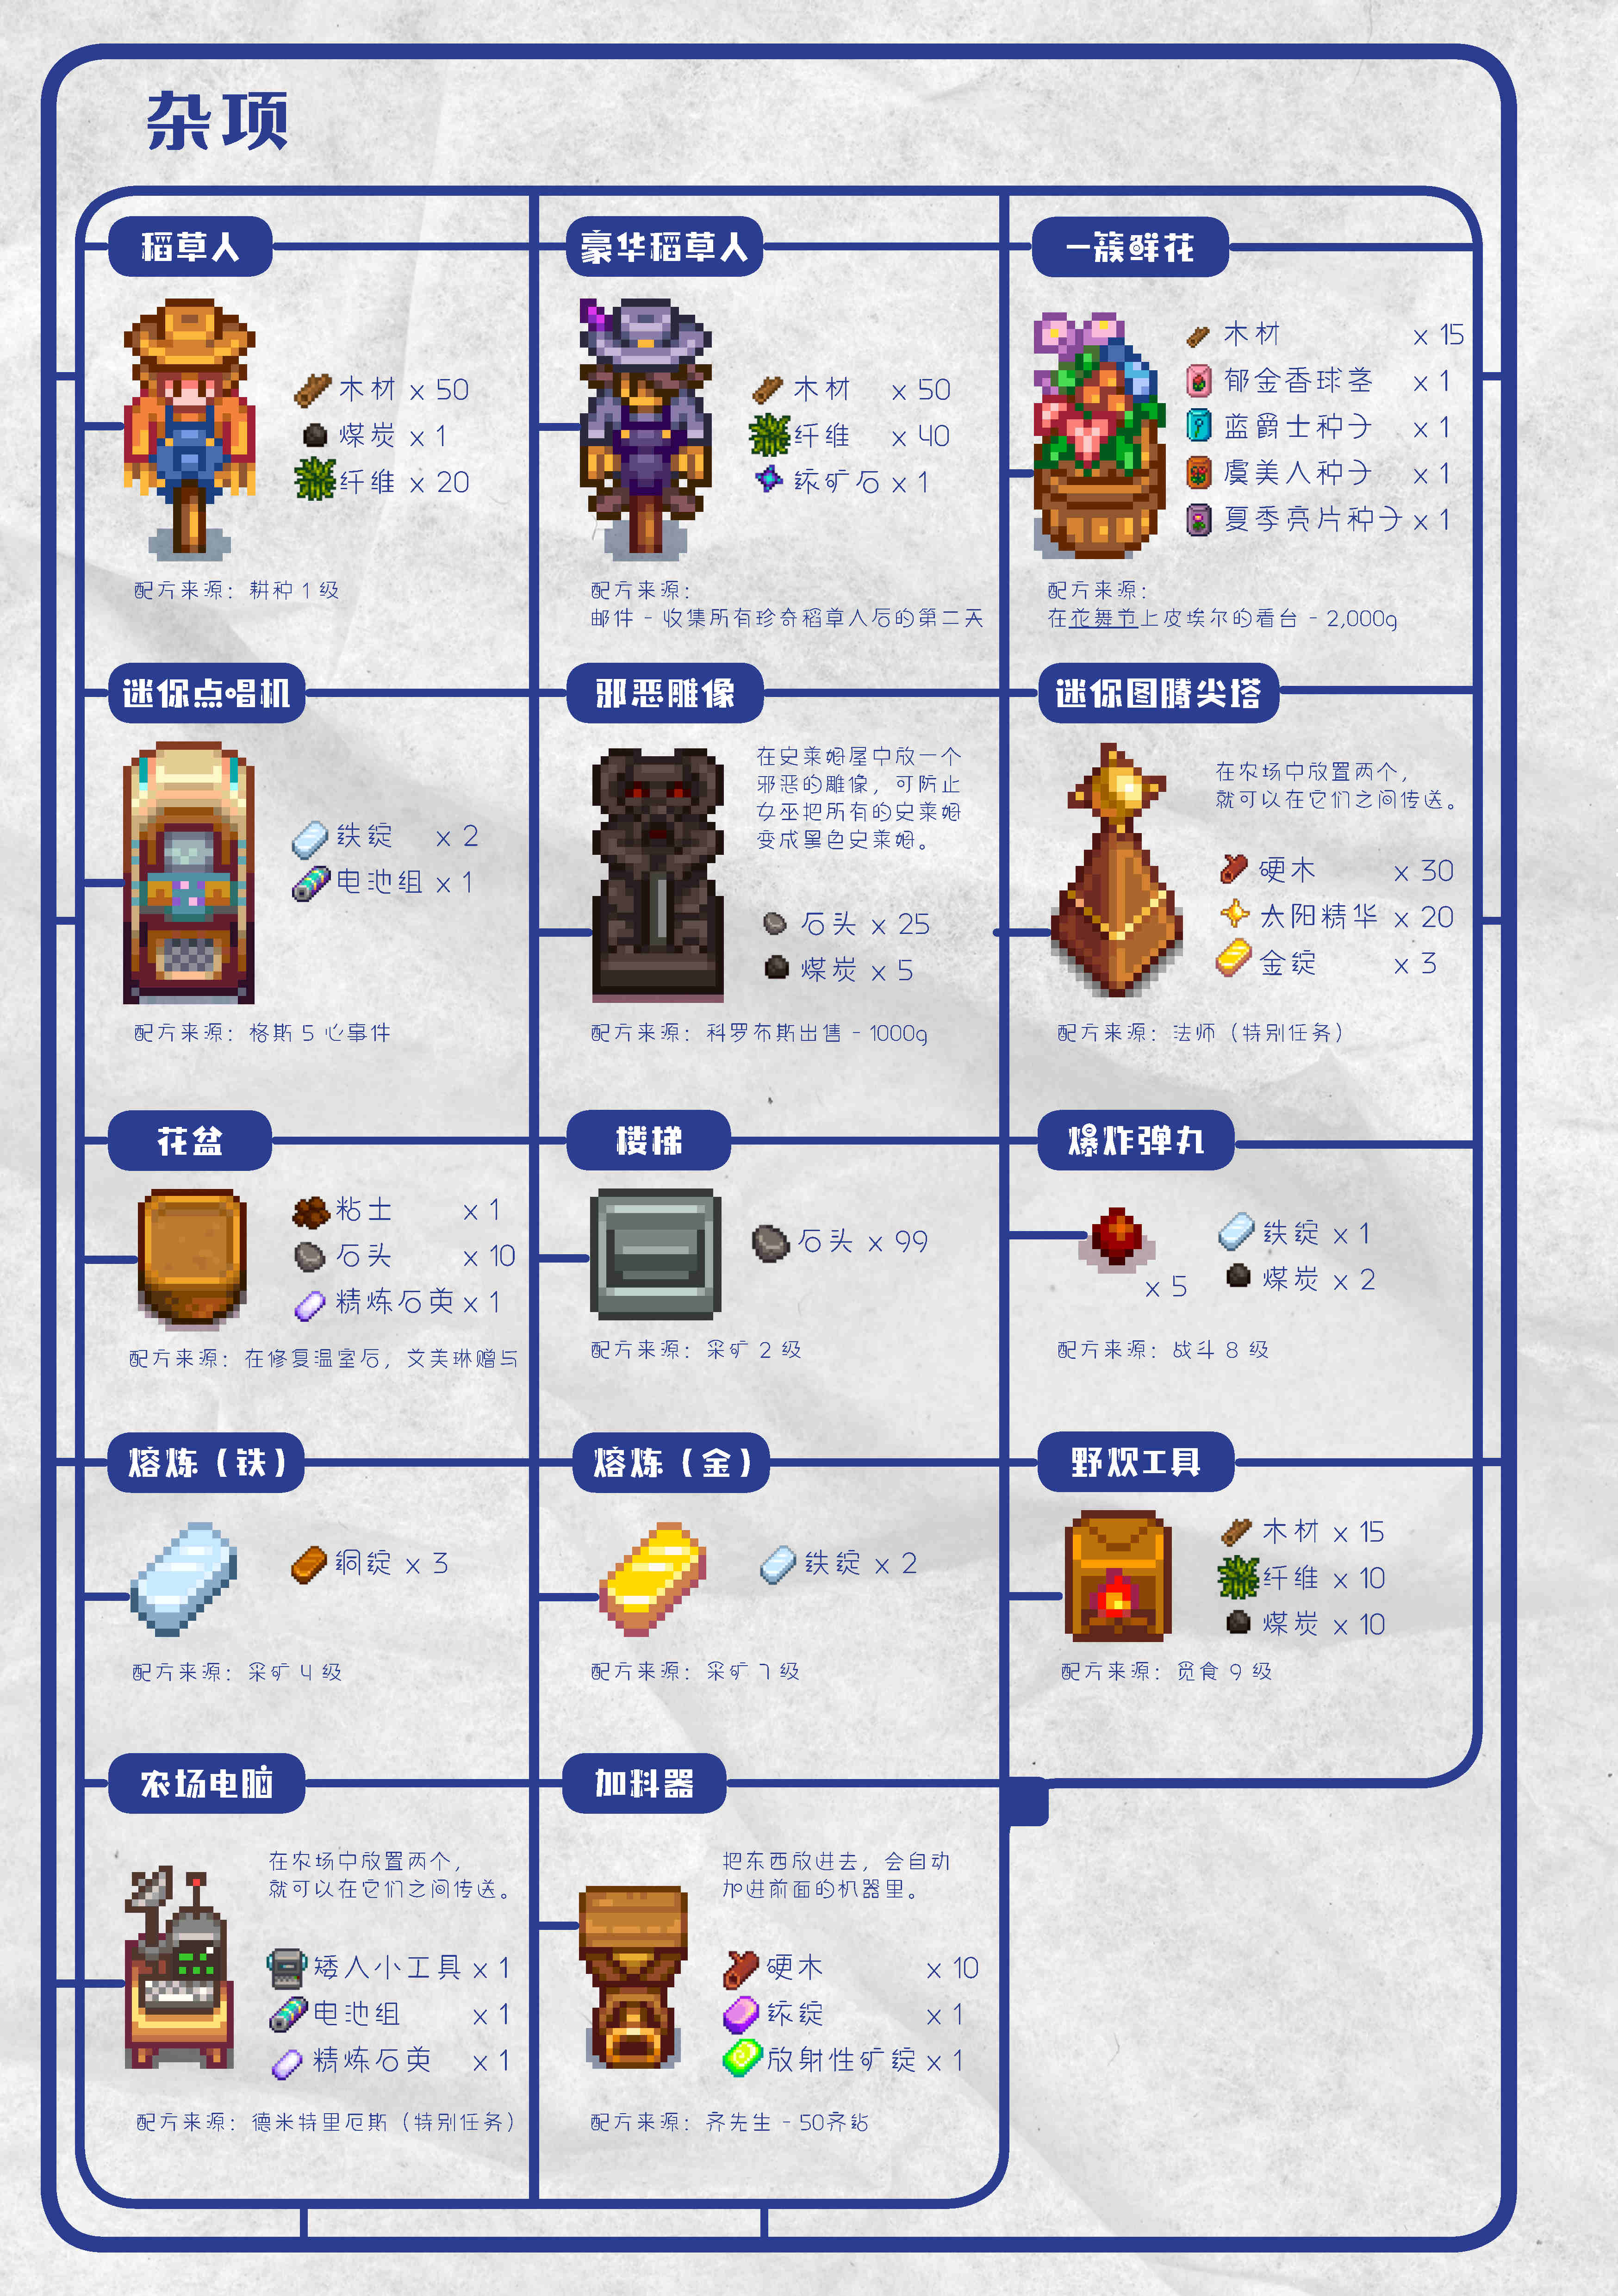 杂项
稻草人
木材 x 50
煤炭 x 1
纤维 x 20
配方来源：耕种 1 级
豪华稻草人
木材 x 50
纤维 x 40
铱矿石 x 1
配方来源：
邮件 - 收集所有珍奇稻草人后的第二天
一簇鲜花
木材 x 15
郁金香球茎 x 1
蓝爵士种子 x 1
虞美人种子 x 1
夏季亮片种子 x 1
配方来源：
在花舞节上皮埃尔的看台 - 2,000g
迷你点唱机
铁锭 x 2
电池组 x 1
配方来源：格斯 5 心事件
邪恶雕像
在史莱姆屋中放一个
邪恶的雕像，可防止
女巫把所有的史莱姆
变成黑色史莱姆。
石头 x 25
煤炭 x 5
配方来源：科罗布斯出售 - 1000g
迷你图腾尖塔
在农场中放置两个，
就可以在它们之间传送。
硬木 x 30
太阳精华 x 20
金锭 x 3
配方来源：法师（特别任务）
花盆
粘土 x 1
石头 x 10
精炼石英 x 1
配方来源：在修复温室后，艾芙琳赠与
楼梯
石头 x 99
配方来源：采矿 2 级
爆炸弹丸
x 5
铁锭 x 1
煤炭 x 2
配方来源：战斗 8 级
熔炼（铁）
铜锭 x 3
配方来源：采矿 4 级
熔炼（金）
铁锭 x 2
配方来源：采矿 7 级
野炊工具
木材 x 15
纤维 x 10
煤炭 x 10
配方来源：觅食 9 级
农场电脑
在农场中放置两个，
就可以在它们之间传送。
矮人小工具 x 1
电池组 x 1
精炼石英 x 1
配方来源：德米特里厄斯（特别任务）
加料器
把东西放进去，会自动
加进前面的机器里。
硬木 x 10
铱锭 x 1
放射性矿锭 x 1
配方来源：齐先生 - 50齐钻